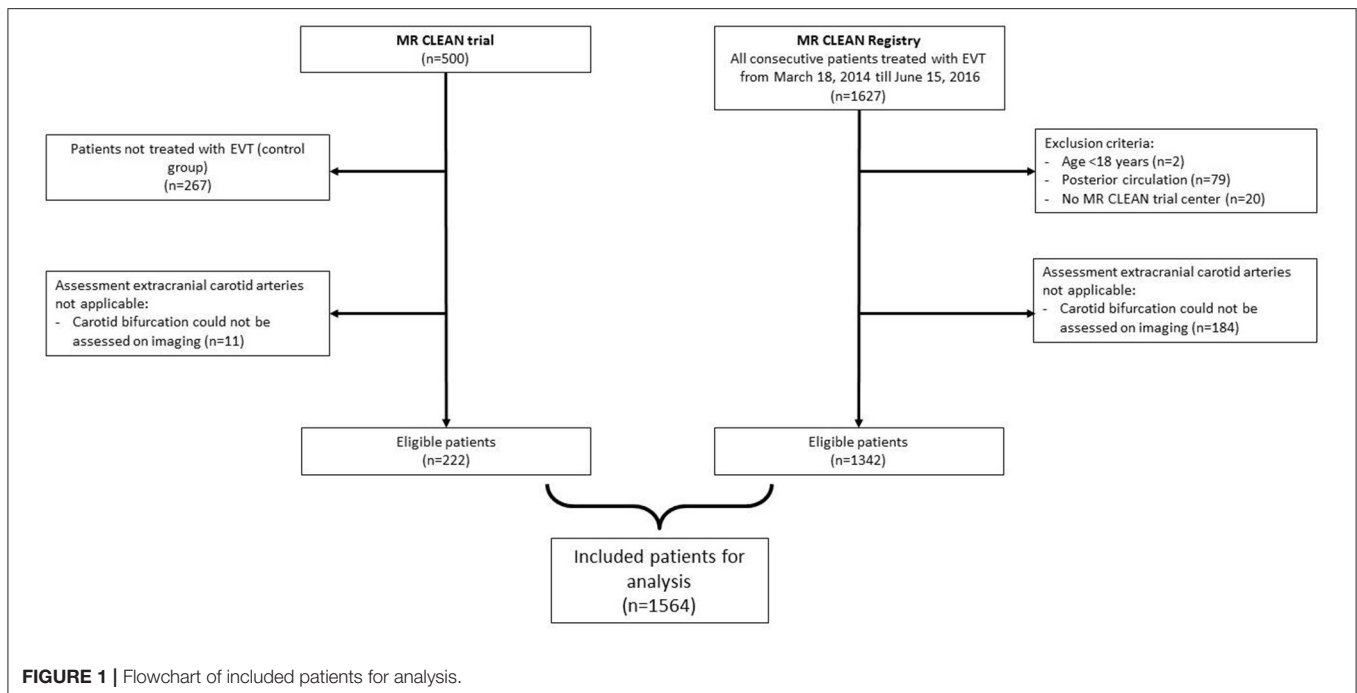 MR CLEAN trial
(n=500)
MR CLEAN Registry
All consecutive patients treated with EVT
from March 18, 2014 till June 15, 2016
(n=1627)
Patients not treated with EVT (control
group)
(n=267)
Exclusion criteria:
- Age <18 years (n=2)
- Posterior circulation (n=79)
- No MR CLEAN trial center (n=20)
Assessment extracranial carotid arteries
not applicable:
- Carotid bifurcation could not be
assessed on imaging (n=11)
Assessment extracranial carotid arteries
not applicable:
- Carotid bifurcation could not be
assessed on imaging (n=184)
Eligible patients
(n=222)
Eligible patients
(n=1342)
Included patients for
analysis
(n=1564)
FIGURE 1 | Flowchart of included patients for analysis.